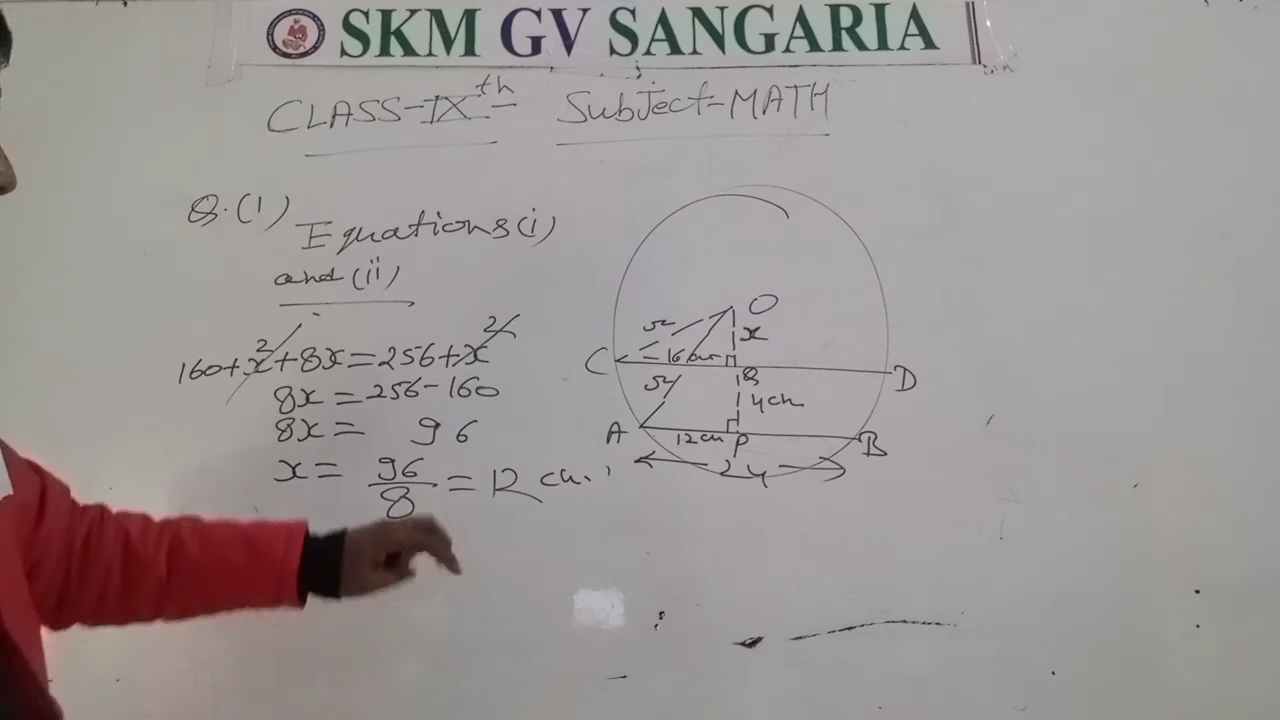 SKM GV SANGARIA
CLASS-IXth Subject-MATH
Q.(1)
Equations(i)
and (ii)
160+x²+8x=256+x²
8x=256-160
8x= 96
x= 96/8 = 12 cm.
O
x
C 16cm Q D
4cm
A 12cm P B
24